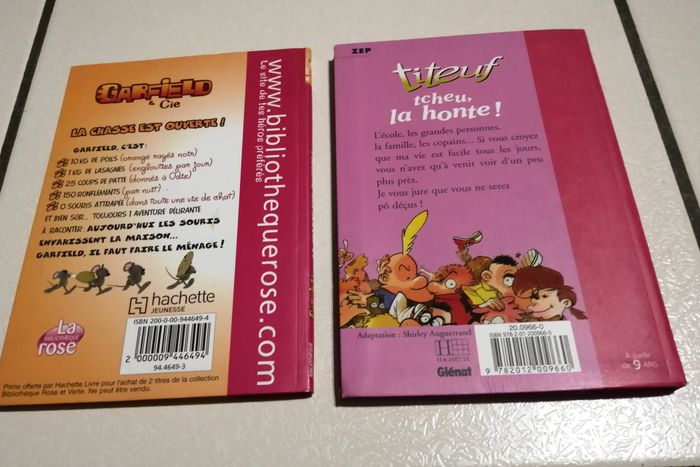 GARFIELD
& Cie
LA CHASSE EST OUVERTE !
GARFIELD, C'EST :
10 KG DE POILS (orange rayés noir)
1 KG DE LASAGNES (engloutties par jour)
25 COUPS DE PATTE (donnés à Odie)
150 RONFLEMENTS (par nuit)
0 SOURIS ATTRAPÉE (dans toute une vie de chat)
ET BIEN SÛR... TOUJOURS 1 AVENTURE DÉLIRANTE
À RACONTER. AUJOURD'HUI LES SOURIS
ENVAHISSENT LA MAISON...
GARFIELD, IL FAUT FAIRE LE MÉNAGE !
hachette
JEUNESSE
La
BIBLIOTHÈQUE
rose
ISBN 200-0-00-944649-4
2 000009 446494
94.4649-3
Prime offerte par Hachette Livre pour l'achat de 2 titres de la collection
Bibliothèque Rose et Verte. Ne peut être vendu.
www.bibliothequerose.com
Le site de tes héros préférés
ZEP
titeuf
tcheu,
la honte !
L'école, les grandes personnes,
la famille, les copains... Si vous croyez
que ma vie est facile tous les jours,
vous n'avez qu'à venir voir d'un peu
plus près.
Je vous jure que vous ne serez
pô déçus !
Adaptation : Shirley Anguerrand
H
HACHETTE
Glénat
20.0966-0
ISBN 978-2-01-200966-0
9 782012 009660
À partir
de 9 ANS